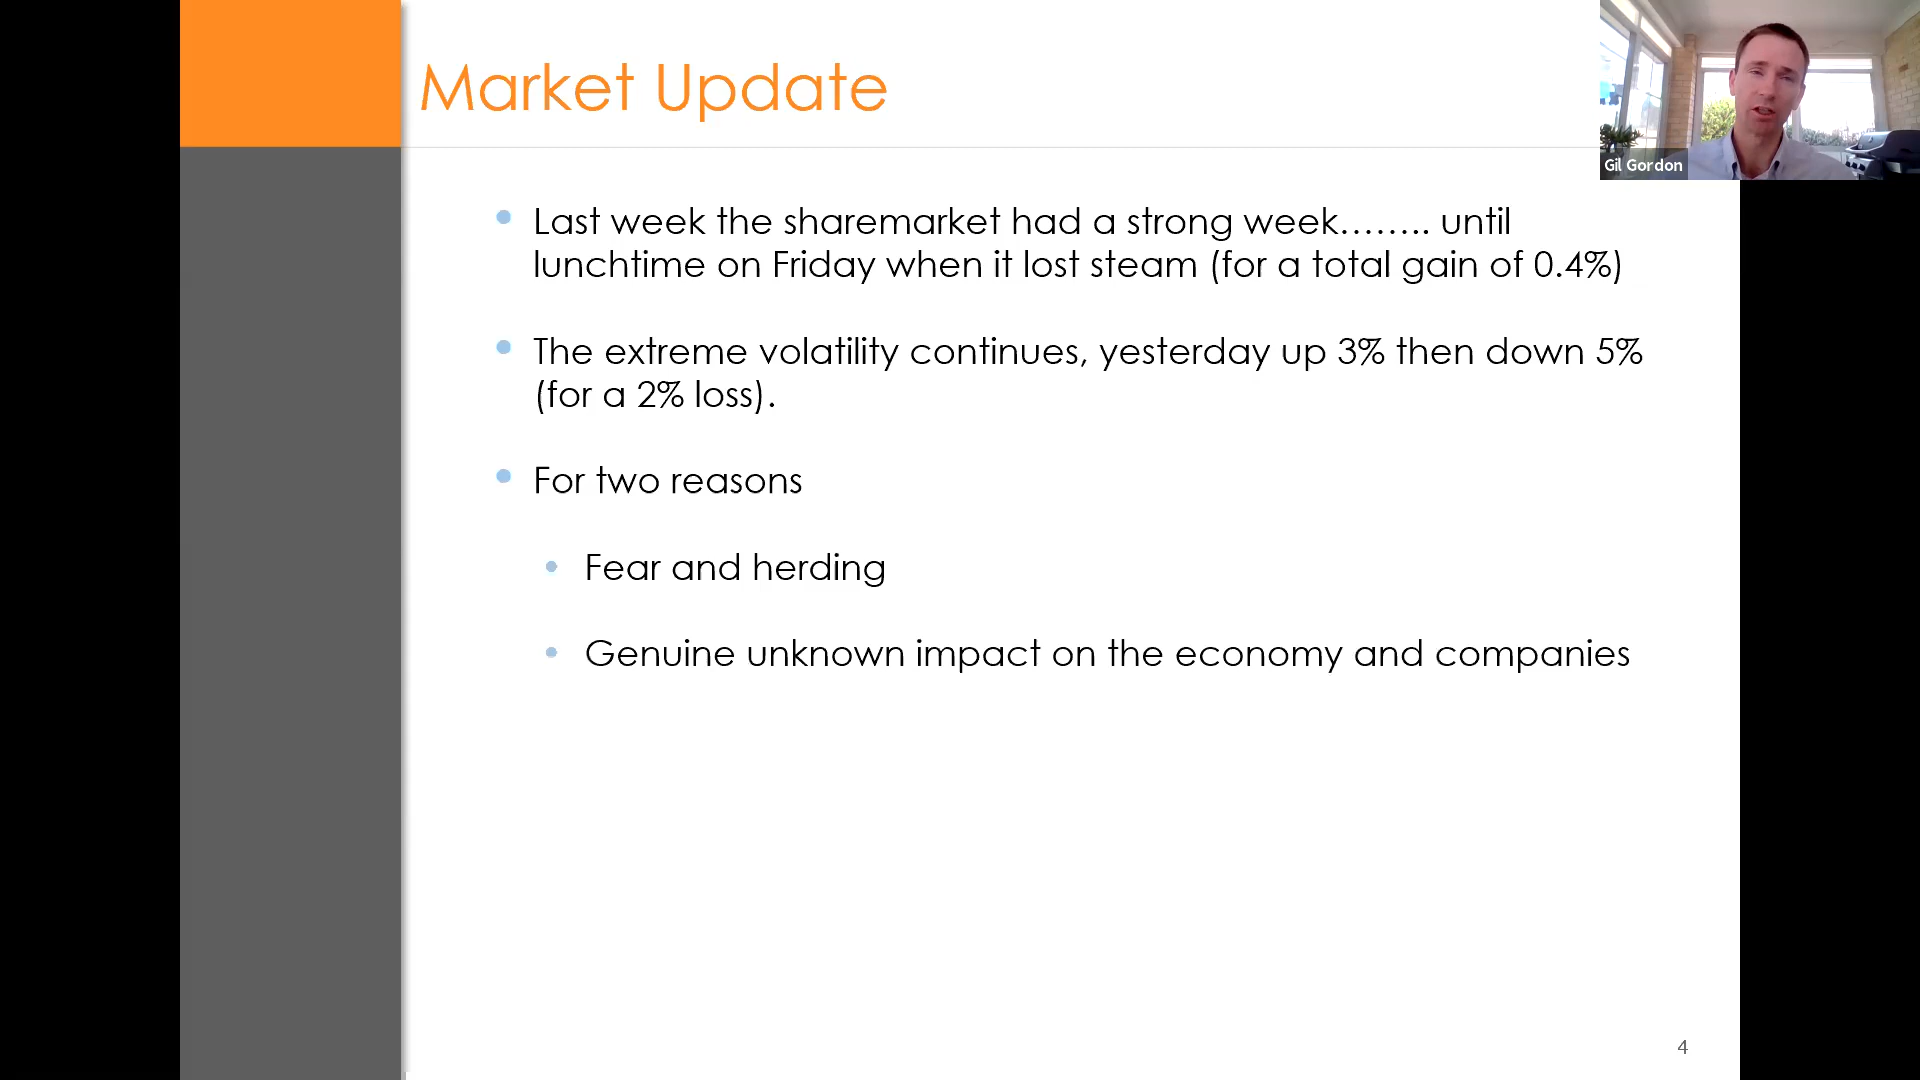 Market Update
Gil Gordon
Last week the sharemarket had a strong week........ until
lunchtime on Friday when it lost steam (for a total gain of 0.4%)
The extreme volatility continues, yesterday up 3% then down 5%
(for a 2% loss).
For two reasons
Fear and herding
Genuine unknown impact on the economy and companies
4